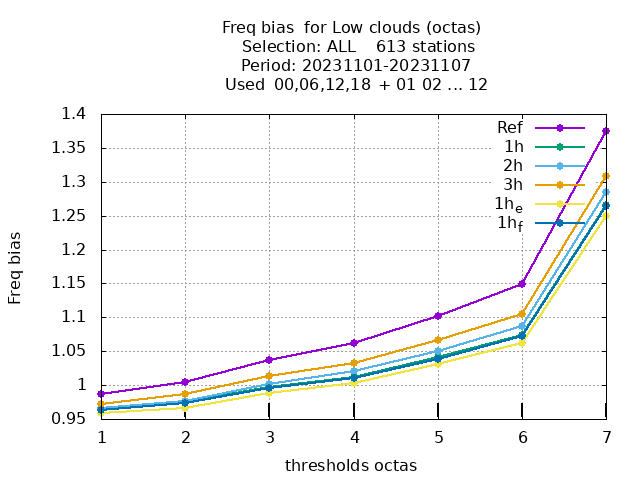 Freq bias  for Low clouds (octas)
Selection: ALL    613 stations
Period: 20231101-20231107
Used  00,06,12,18 + 01 02 ... 12
1.4
1.35
1.3
1.25
1.2
1.15
1.1
1.05
1
0.95
Freq bias
Ref
1h
2h
3h
1h_e
1h_f
1 2 3 4 5 6 7
thresholds octas